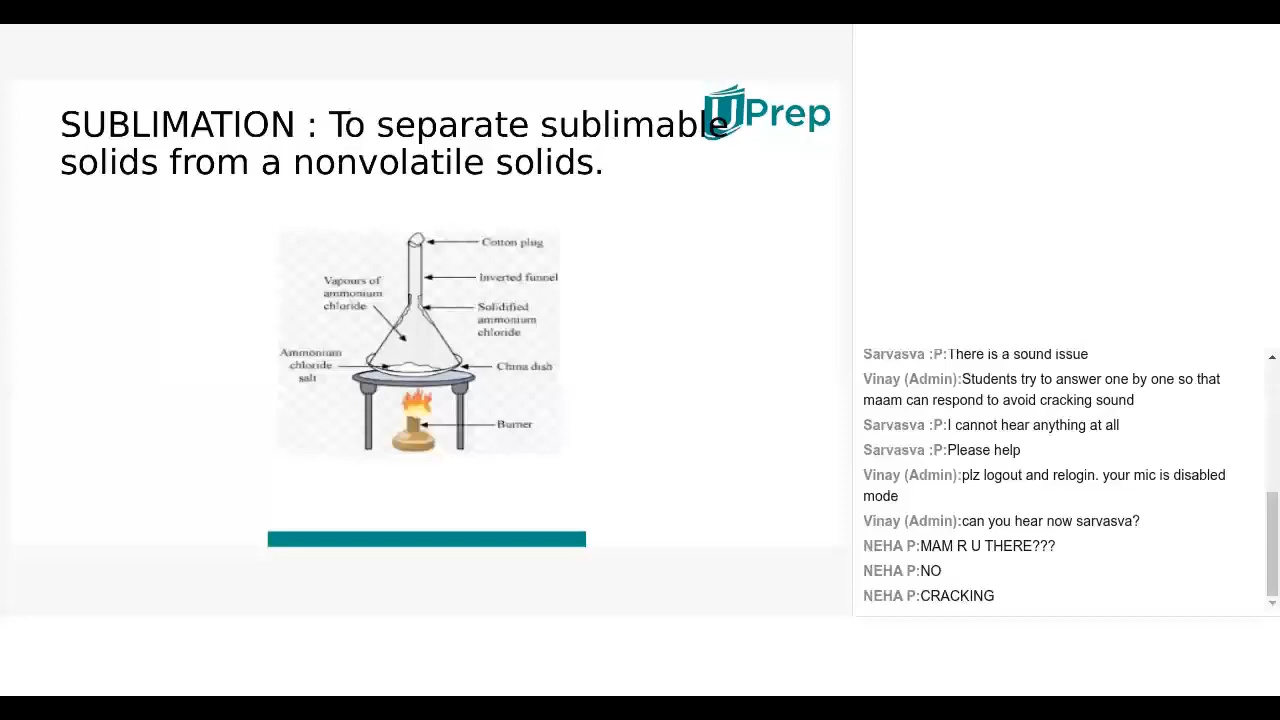 SUBLIMATION : To separate sublimable
solids from a nonvolatile solids.
UPrep
Cotton plug
Inverted funnel
Vapours of
ammonium
chloride
Solidified
ammonium
chloride
Ammonium
chloride
salt
China dish
Burner
Sarvasva :P:There is a sound issue
Vinay (Admin):Students try to answer one by one so that
maam can respond to avoid cracking sound
Sarvasva :P:I cannot hear anything at all
Sarvasva :P:Please help
Vinay (Admin):plz logout and relogin. your mic is disabled
mode
Vinay (Admin):can you hear now sarvasva?
NEHA P:MAM R U THERE???
NEHA P:NO
NEHA P:CRACKING